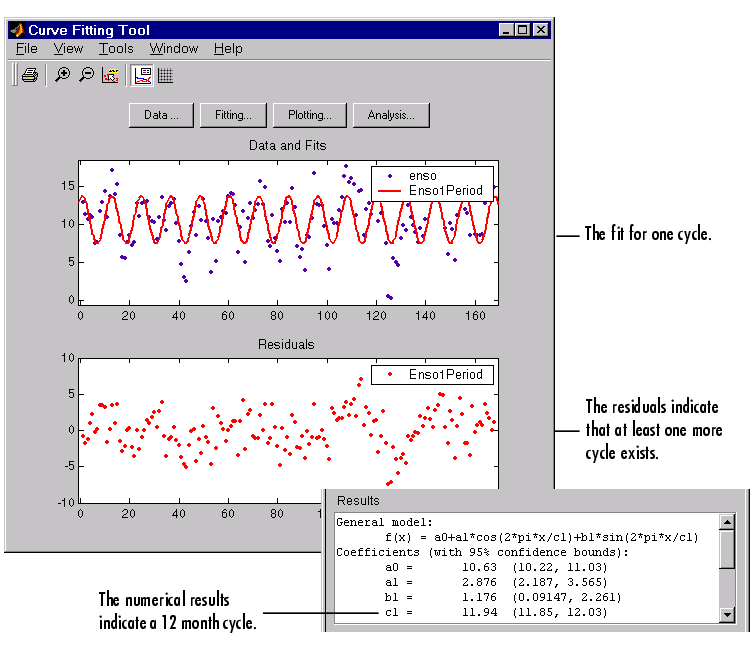 Curve Fitting Tool
File View Tools Window Help
Data ... Fitting... Plotting... Analysis...
Data and Fits
enso
Enso1Period
15
10
5
0
0 20 40 60 80 100 120 140 160
The fit for one cycle.
Residuals
Enso1Period
10
5
0
-5
-10
0 20 40 60 80 100
The residuals indicate
that at least one more
cycle exists.
Results
General model:
f(x) = a0+a1*cos(2*pi*x/c1)+b1*sin(2*pi*x/c1)
Coefficients (with 95% confidence bounds):
a0 = 10.63 (10.22, 11.03)
a1 = 2.876 (2.187, 3.565)
b1 = 1.176 (0.09147, 2.261)
c1 = 11.94 (11.85, 12.03)
The numerical results
indicate a 12 month cycle.